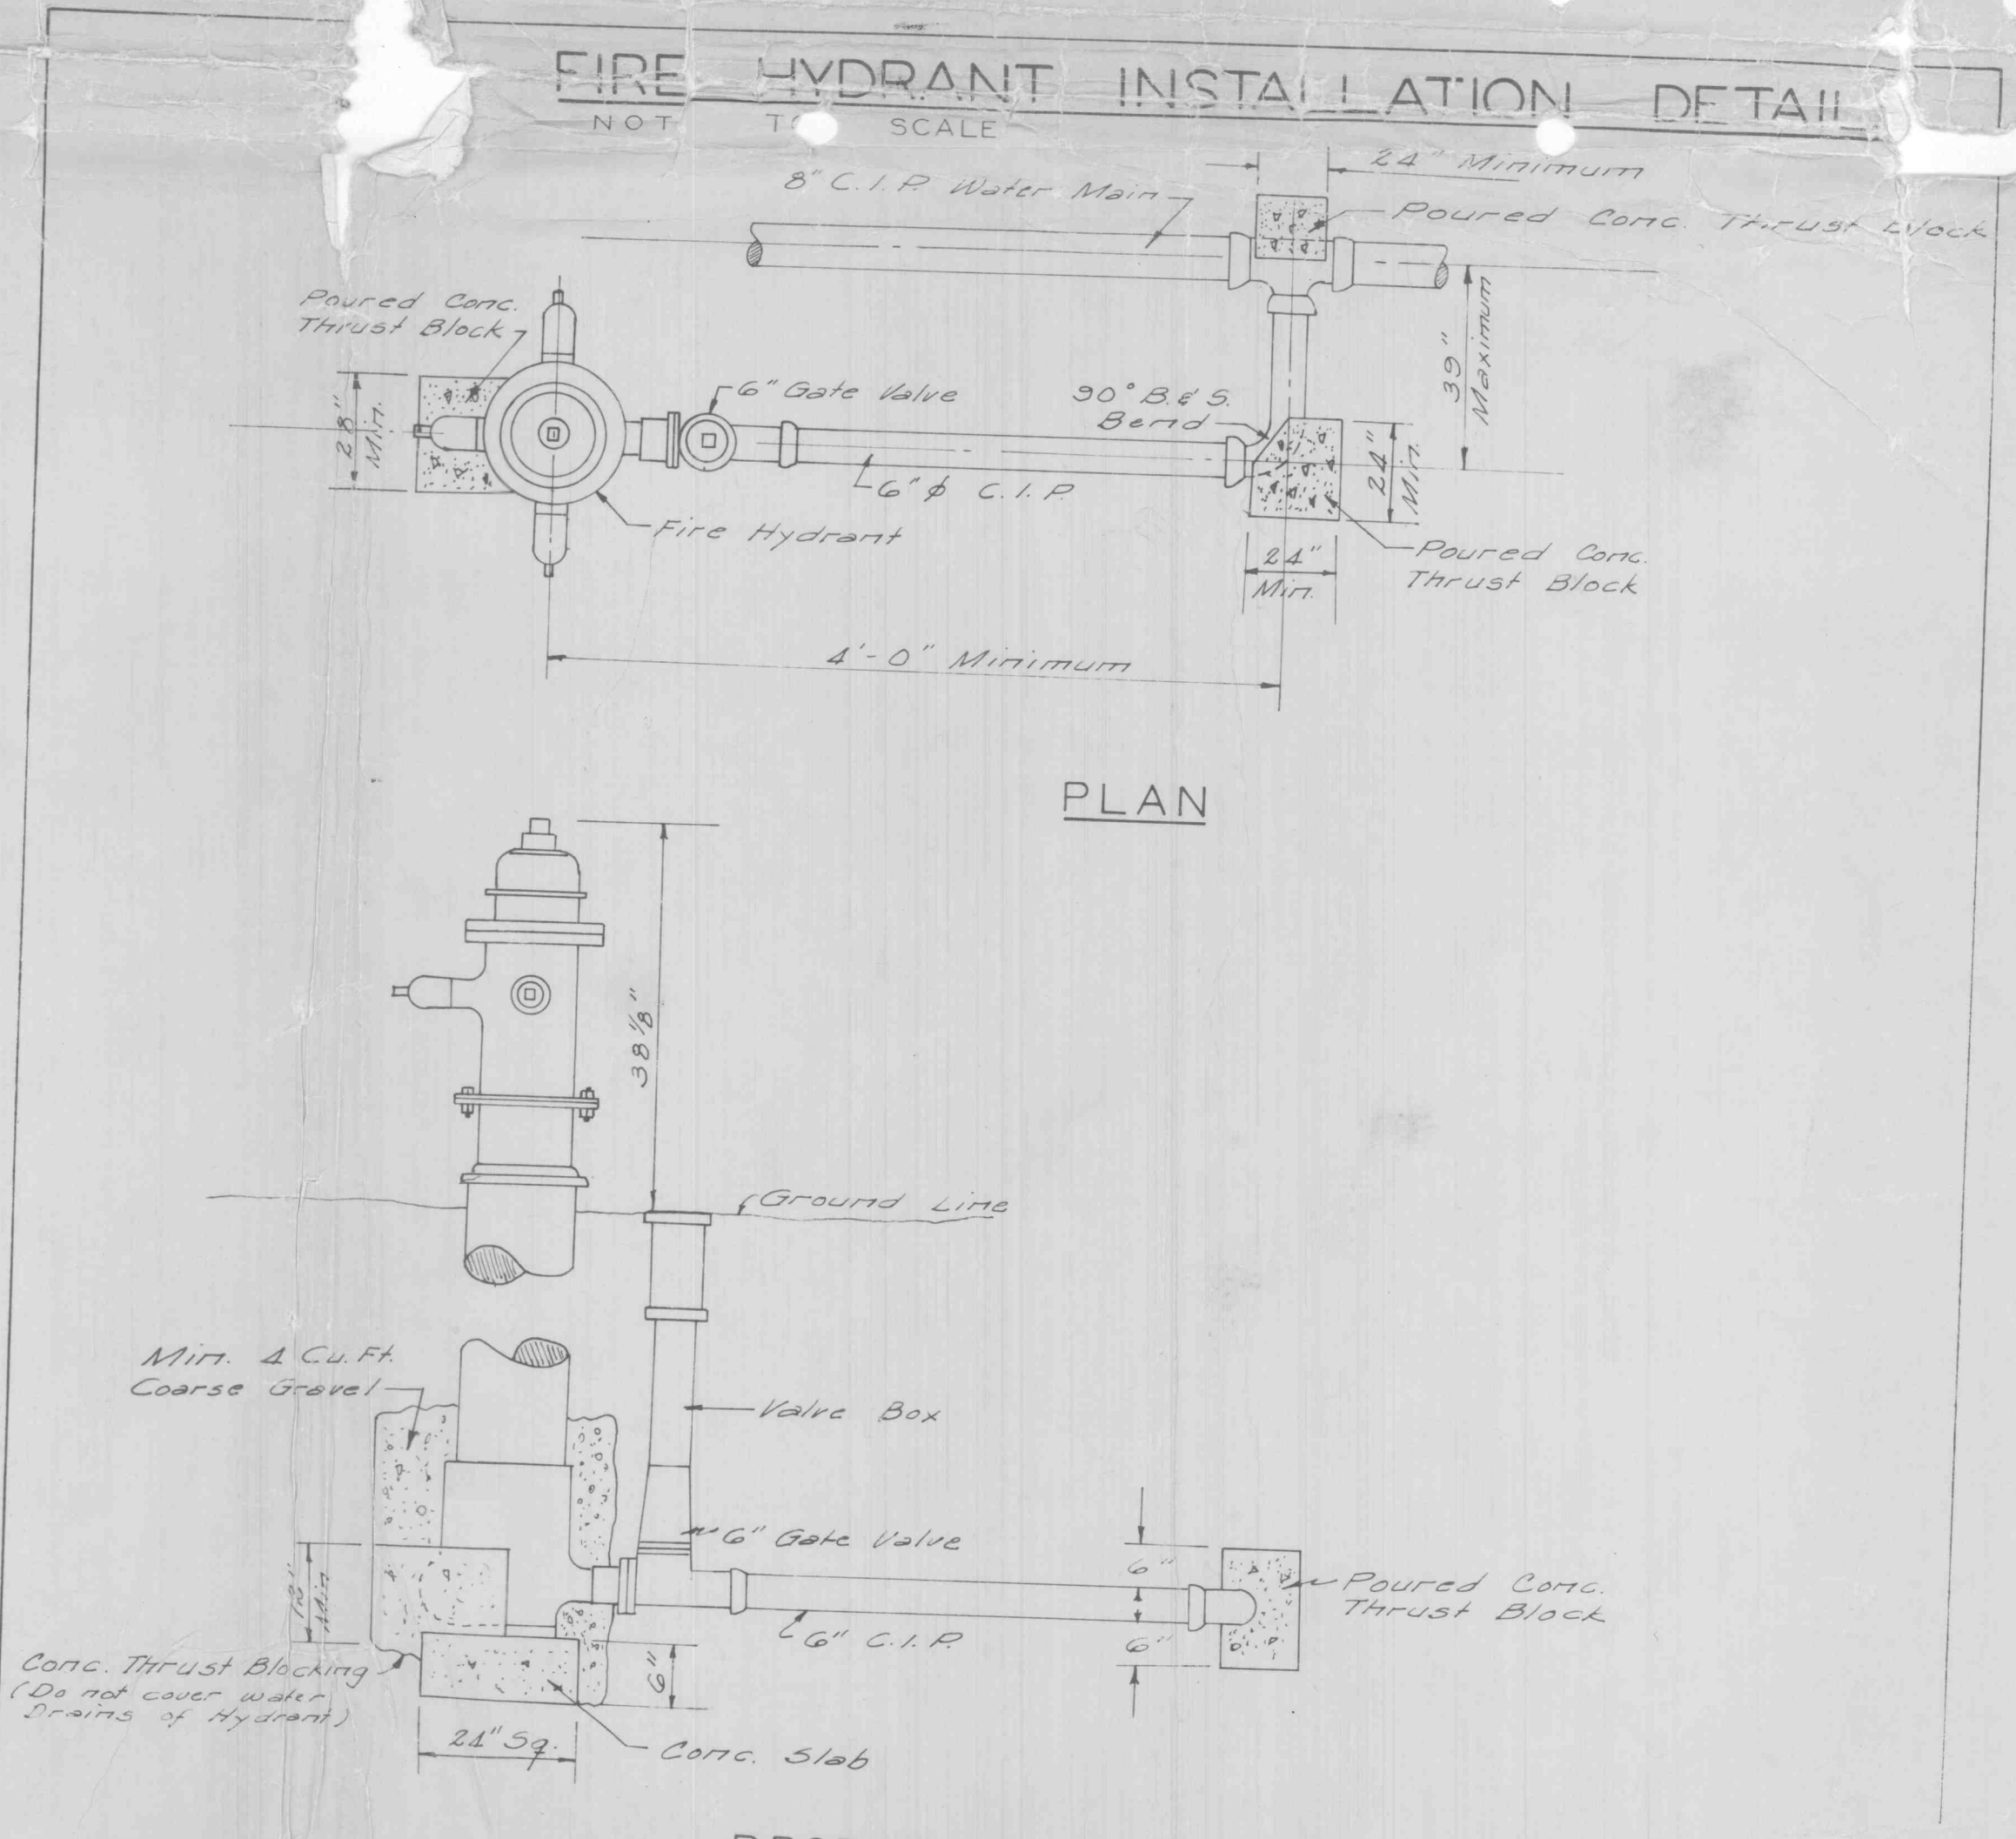 FIRE HYDRANT INSTALLATION DETAIL
NOT TO SCALE
24" Minimum
8" C.I.P. Water Main
Poured Conc. Thrust Block
Poured Conc.
Thrust Block
28"
Min.
6" Gate Valve
90° B. & S.
Bend
39"
Maximum
24"
Min.
6" ϕ C.I.P.
Fire Hydrant
24"
Min.
Poured Conc.
Thrust Block
4'-0" Minimum
PLAN
38 1/8"
Ground Line
Min. 4 Cu. Ft.
Coarse Gravel
Valve Box
6" Gate Valve
12"
Min
6"
6"
Poured Conc.
Thrust Block
6" C.I.P.
Conc. Thrust Blocking
(Do not cover water
Drains of Hydrant)
6"
24" Sq.
Conc. Slab